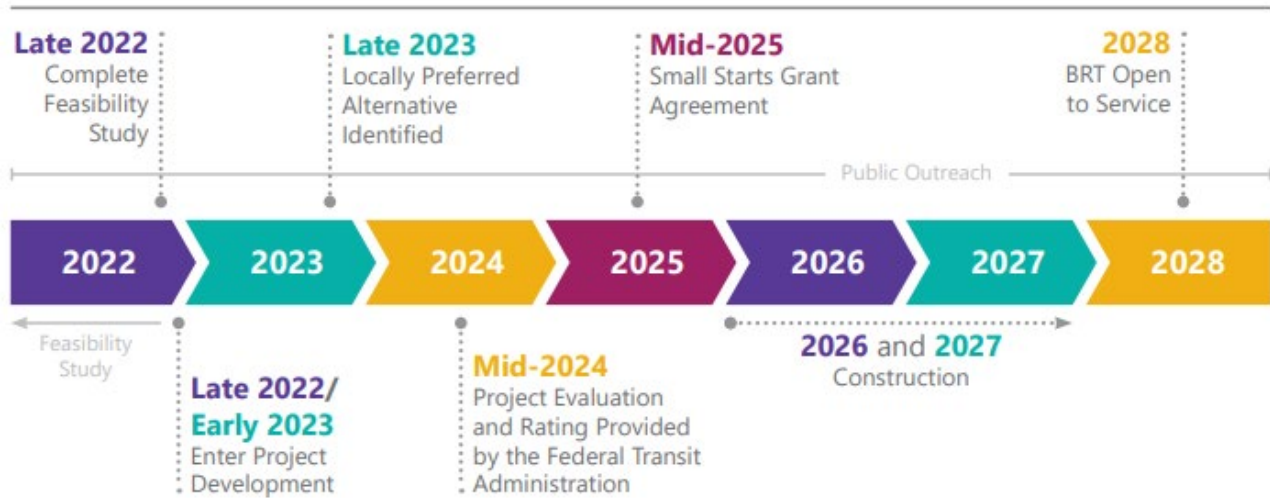 Late 2022
Complete
Feasibility
Study
Late 2023
Locally Preferred
Alternative
Identified
Mid-2025
Small Starts Grant
Agreement
2028
BRT Open
to Service
Public Outreach
2022
2023
2024
2025
2026
2027
2028
Feasibility
Study
Late 2022/
Early 2023
Enter Project
Development
Mid-2024
Project Evaluation
and Rating Provided
by the Federal Transit
Administration
2026 and 2027
Construction